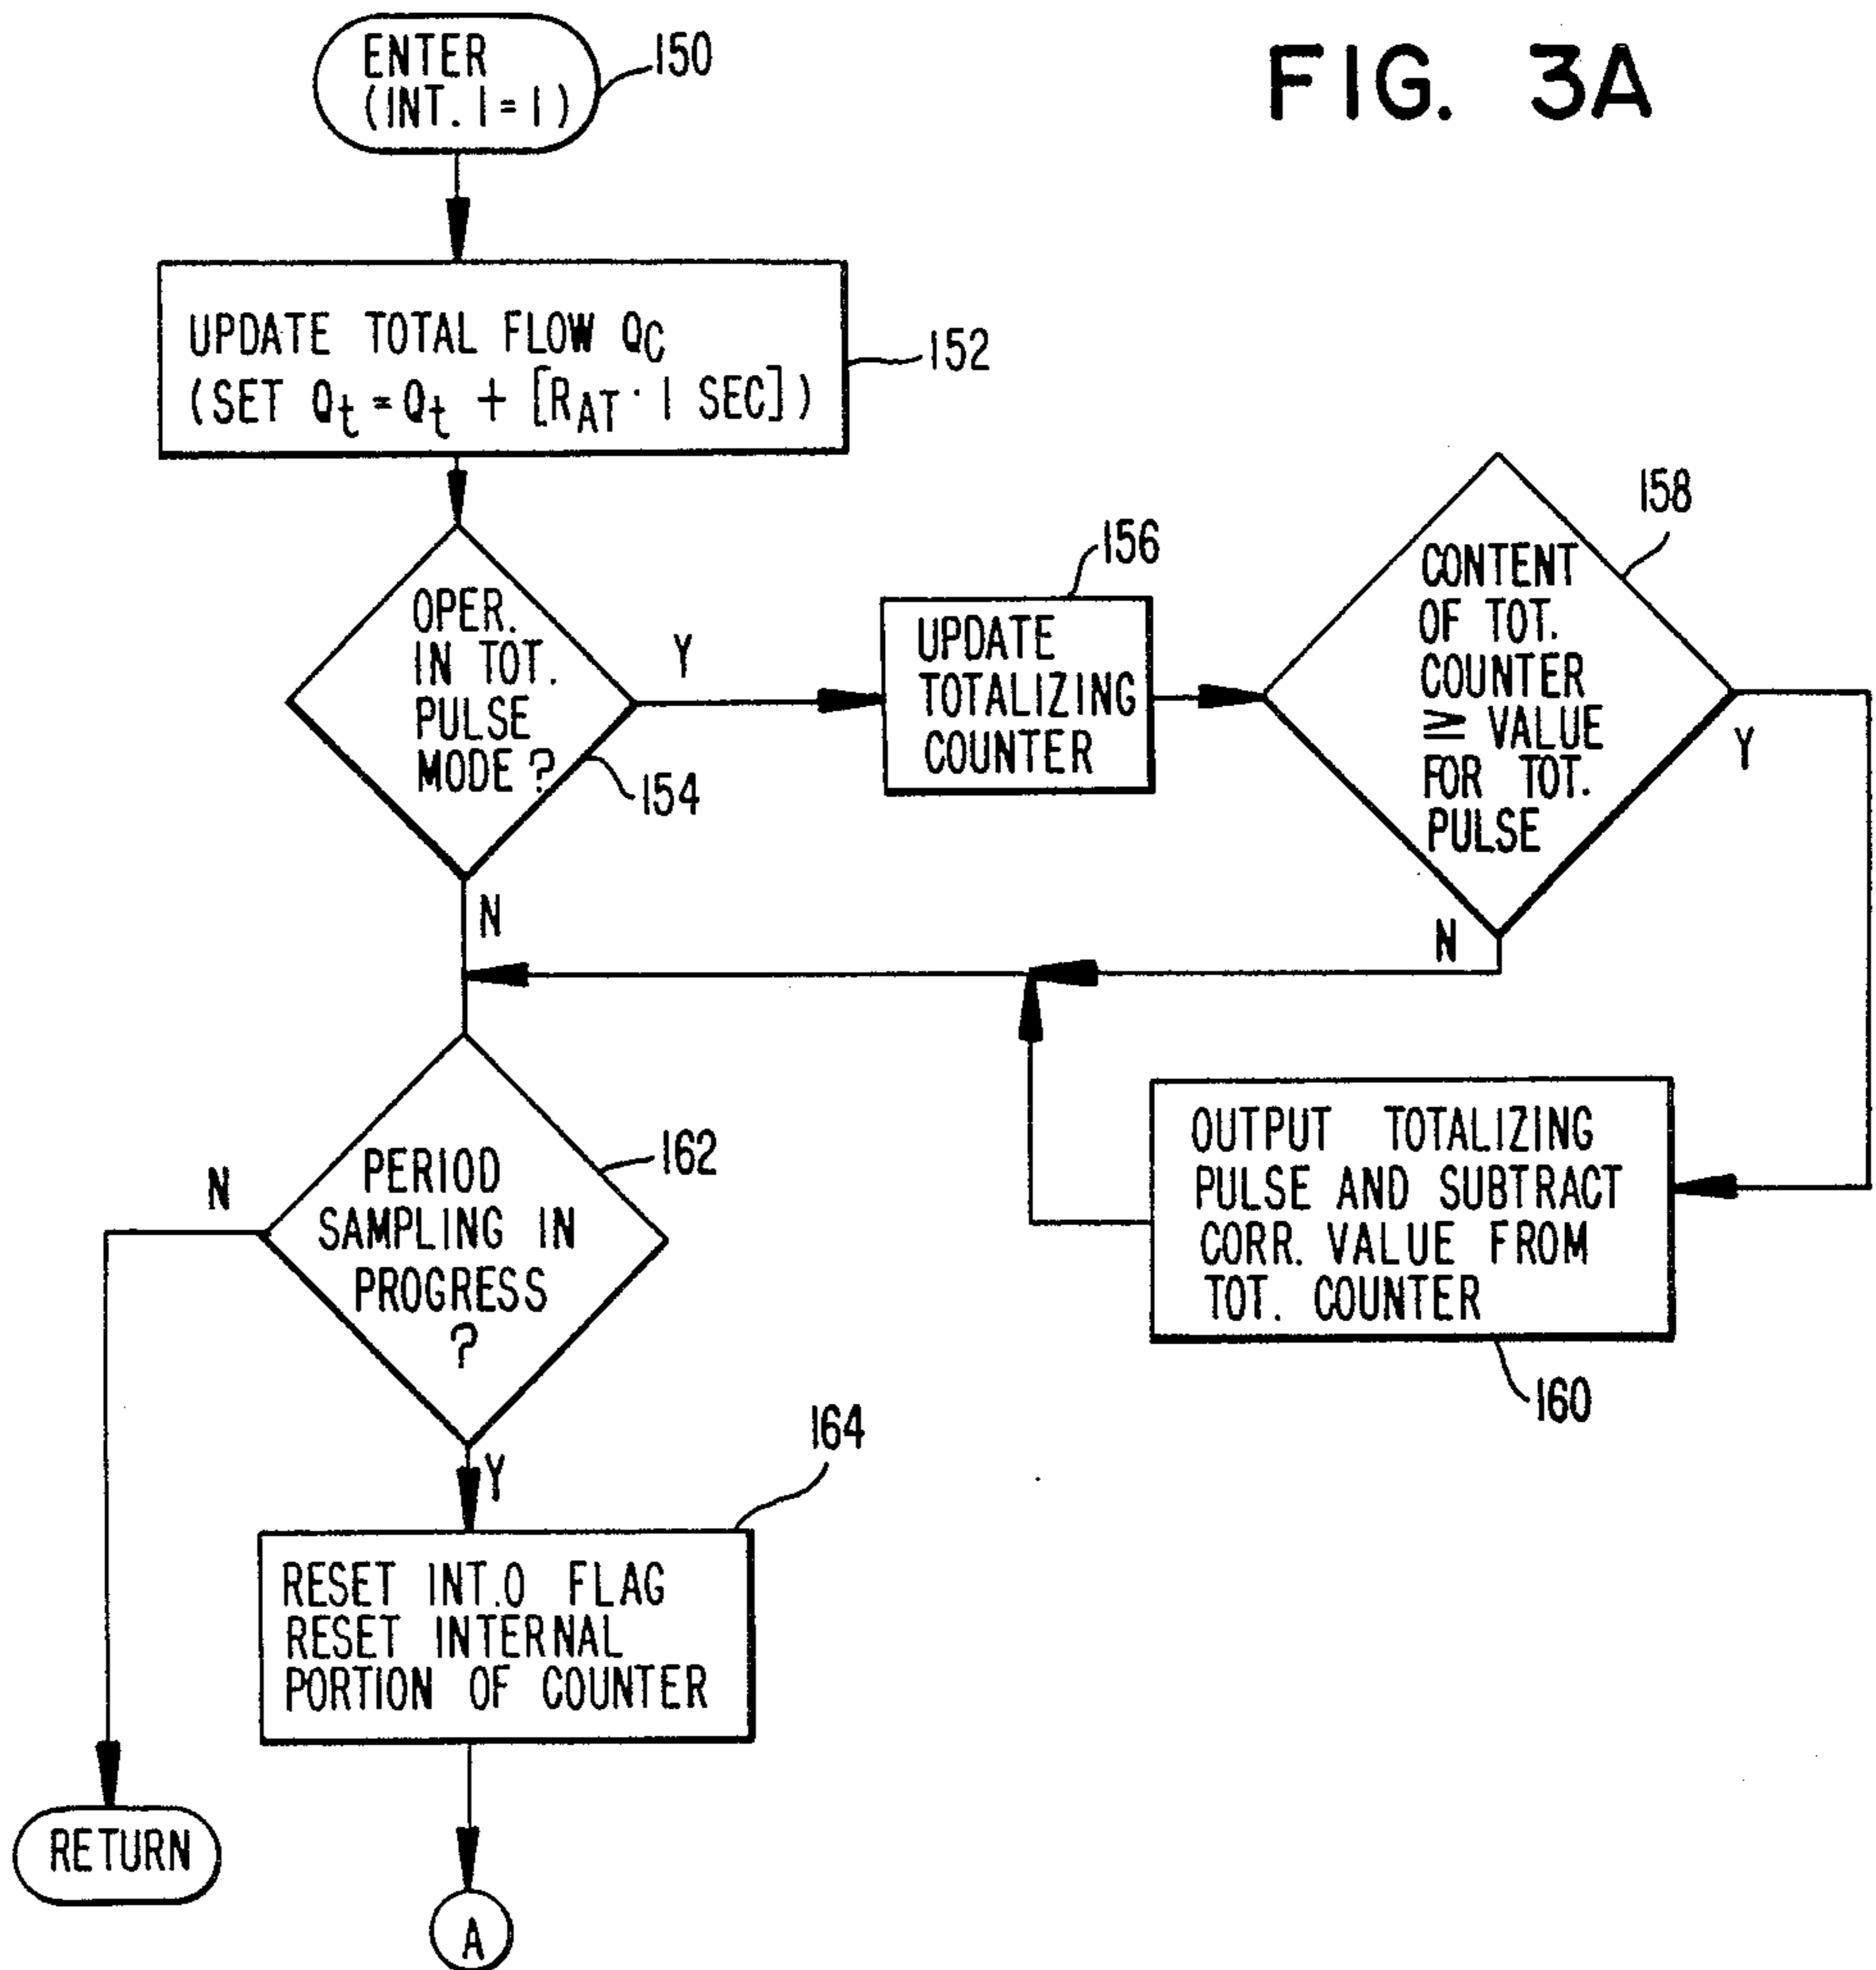 FIG. 3A
ENTER
(INT. 1 = 1)
150
UPDATE TOTAL FLOW QC
(SET Qt = Qt + [RAT · 1 SEC])
152
OPER.
IN TOT.
PULSE
MODE ?
154
Y
N
UPDATE
TOTALIZING
COUNTER
156
CONTENT
OF TOT.
COUNTER
≥ VALUE
FOR TOT.
PULSE
158
Y
N
OUTPUT TOTALIZING
PULSE AND SUBTRACT
CORR. VALUE FROM
TOT. COUNTER
160
PERIOD
SAMPLING IN
PROGRESS
?
162
N
Y
RESET INT.0 FLAG
RESET INTERNAL
PORTION OF COUNTER
164
RETURN
A